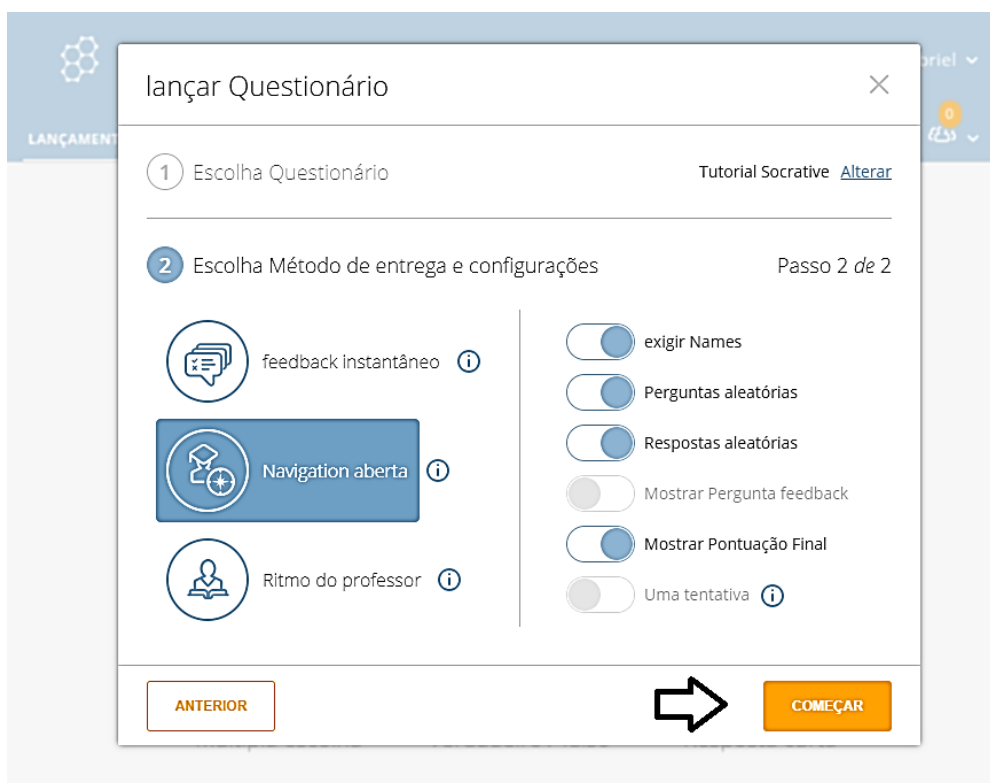 briel
0
LANÇAMENT
lançar Questionário
1 Escolha Questionário
Tutorial Socrative Alterar
2 Escolha Método de entrega e configurações
Passo 2 de 2
feedback instantâneo
Navigation aberta
Ritmo do professor
exigir Names
Perguntas aleatórias
Respostas aleatórias
Mostrar Pergunta feedback
Mostrar Pontuação Final
Uma tentativa
ANTERIOR
COMEÇAR